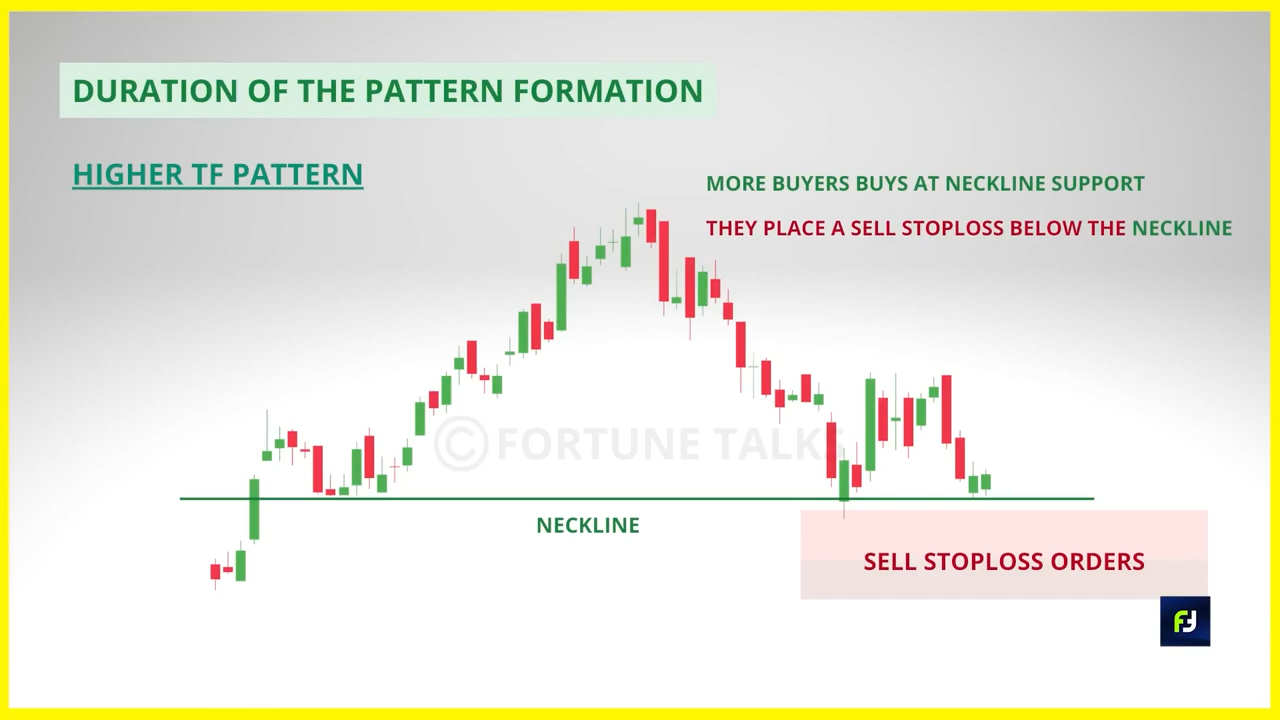 DURATION OF THE PATTERN FORMATION
HIGHER TF PATTERN
MORE BUYERS BUYS AT NECKLINE SUPPORT
THEY PLACE A SELL STOPLOSS BELOW THE NECKLINE
© FORTUNE TALKS
NECKLINE
SELL STOPLOSS ORDERS